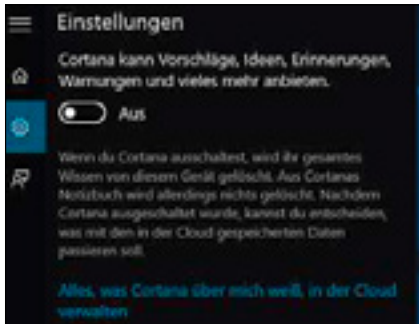 Einstellungen
Cortana kann Vorschläge, Ideen, Erinnerungen,
Warnungen und vieles mehr anbieten.
Aus
Wenn du Cortana ausschaltest, wird ihr gesamtes
Wissen von diesem Gerät gelöscht. Aus Cortanas
Notizbuch wird allerdings nichts gelöscht. Nachdem
Cortana ausgeschaltet wurde, kannst du entscheiden,
was mit den in der Cloud gespeicherten Daten
passieren soll.
Alles, was Cortana über mich weiß, in der Cloud
verwalten